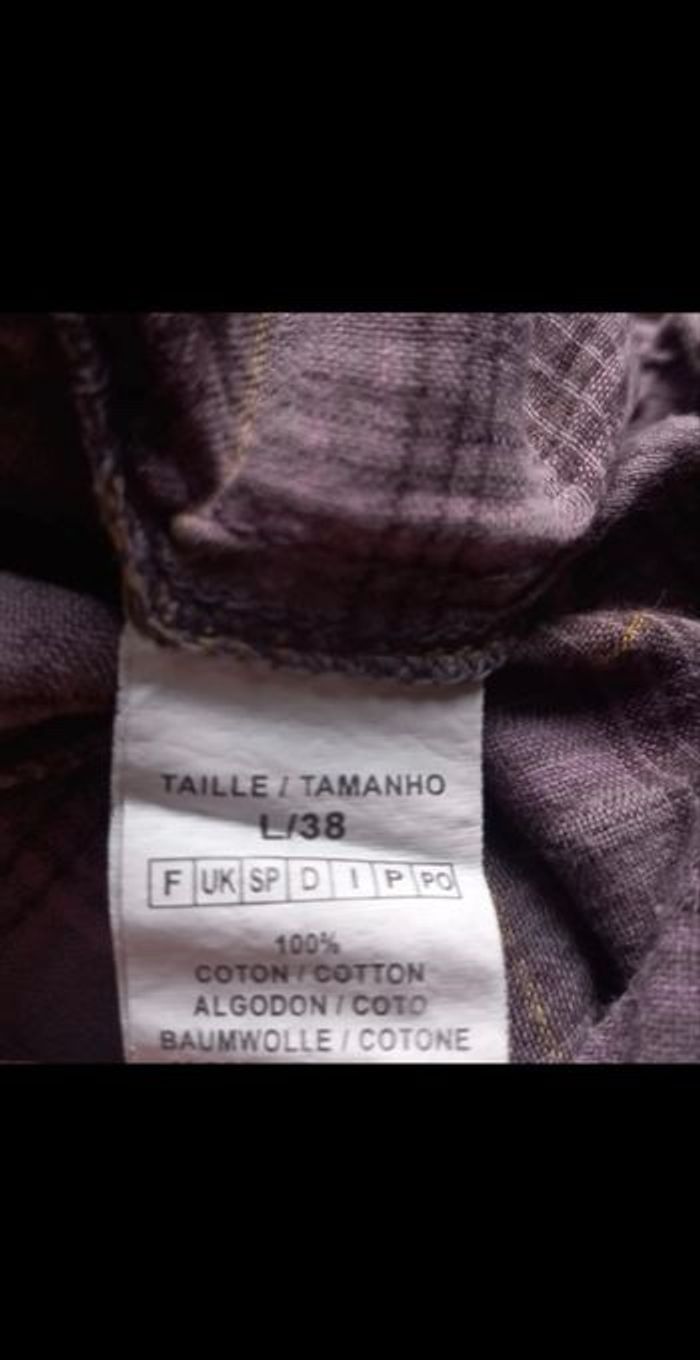 TAILLE / TAMANHO
L/38
F UK SP D I P PO
100%
COTON / COTTON
ALGODON / COTO
BAUMWOLLE / COTONE